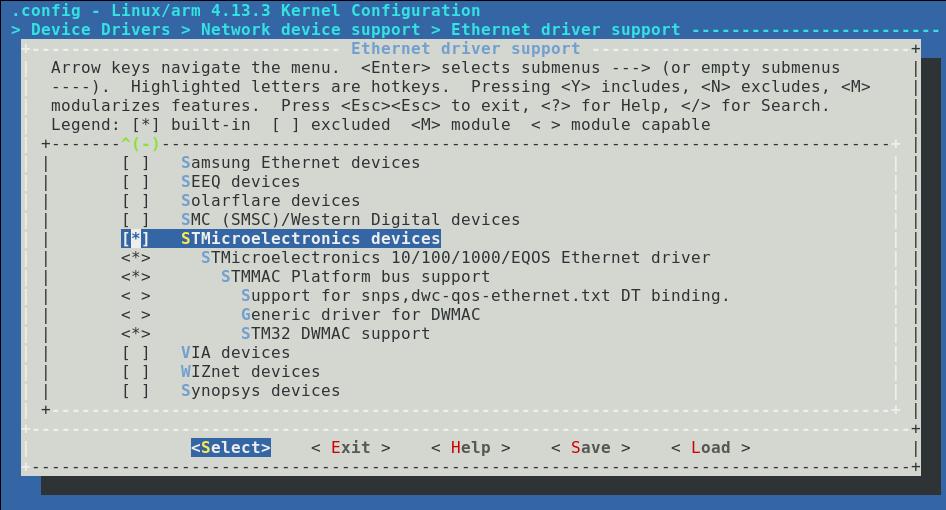 .config - Linux/arm 4.13.3 Kernel Configuration
> Device Drivers > Network device support > Ethernet driver support
Ethernet driver support
Arrow keys navigate the menu.  <Enter> selects submenus ---> (or empty submenus
----).  Highlighted letters are hotkeys.  Pressing <Y> includes, <N> excludes, <M>
modularizes features.  Press <Esc><Esc> to exit, <?> for Help, </> for Search.
Legend: [*] built-in  [ ] excluded  <M> module  < > module capable
^(-)
[ ]   Samsung Ethernet devices
[ ]   SEEQ devices
[ ]   Solarflare devices
[ ]   SMC (SMSC)/Western Digital devices
[*]   STMicroelectronics devices
<*>     STMicroelectronics 10/100/1000/EQOS Ethernet driver
<*>       STMMAC Platform bus support
< >         Support for snps,dwc-qos-ethernet.txt DT binding.
< >         Generic driver for DWMAC
<*>         STM32 DWMAC support
[ ]   VIA devices
[ ]   WIZnet devices
[ ]   Synopsys devices
<Select>    < Exit >    < Help >    < Save >    < Load >